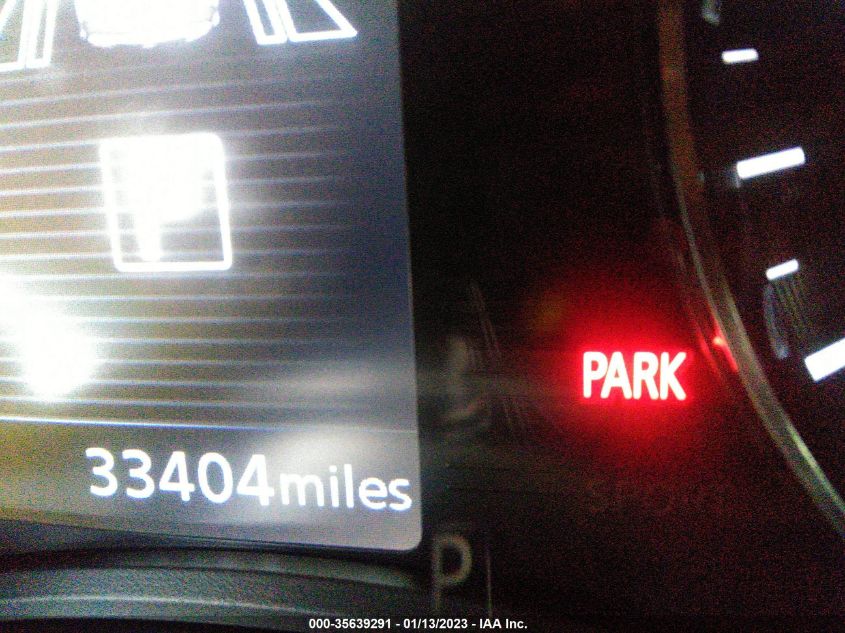 P
PARK
33404miles
P
000-35639291 - 01/13/2023 - IAA Inc.